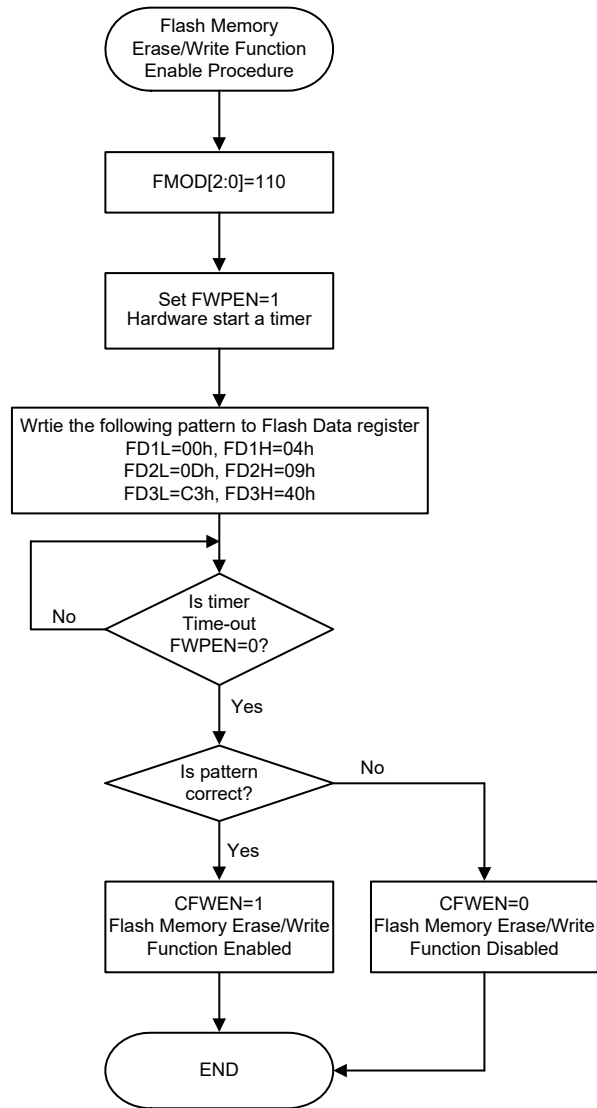 Flash Memory
Erase/Write Function
Enable Procedure
FMOD[2:0]=110
Set FWPEN=1
Hardware start a timer
Wrtie the following pattern to Flash Data register
FD1L=00h, FD1H=04h
FD2L=0Dh, FD2H=09h
FD3L=C3h, FD3H=40h
No
Is timer
Time-out
FWPEN=0?
Yes
Is pattern
correct?
No
Yes
CFWEN=1
Flash Memory Erase/Write
Function Enabled
CFWEN=0
Flash Memory Erase/Write
Function Disabled
END